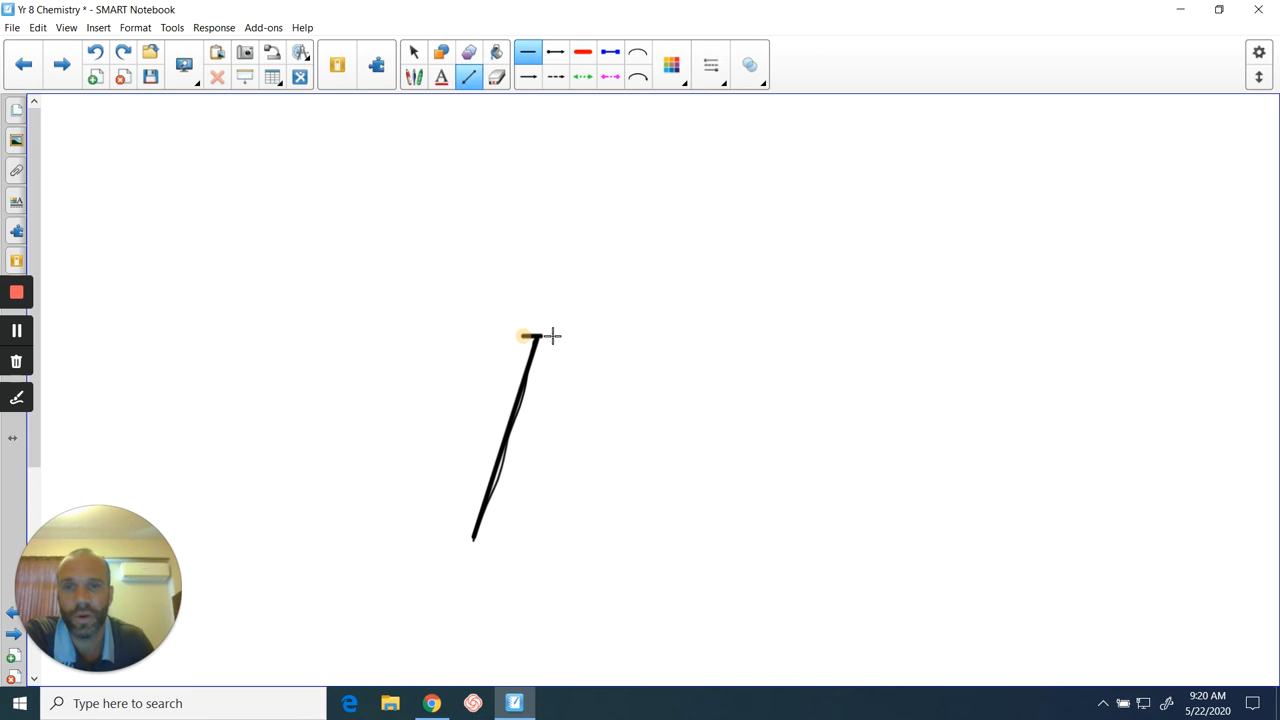 Yr 8 Chemistry * - SMART Notebook
File Edit View Insert Format Tools Response Add-ons Help
Type here to search
9:20 AM
5/22/2020